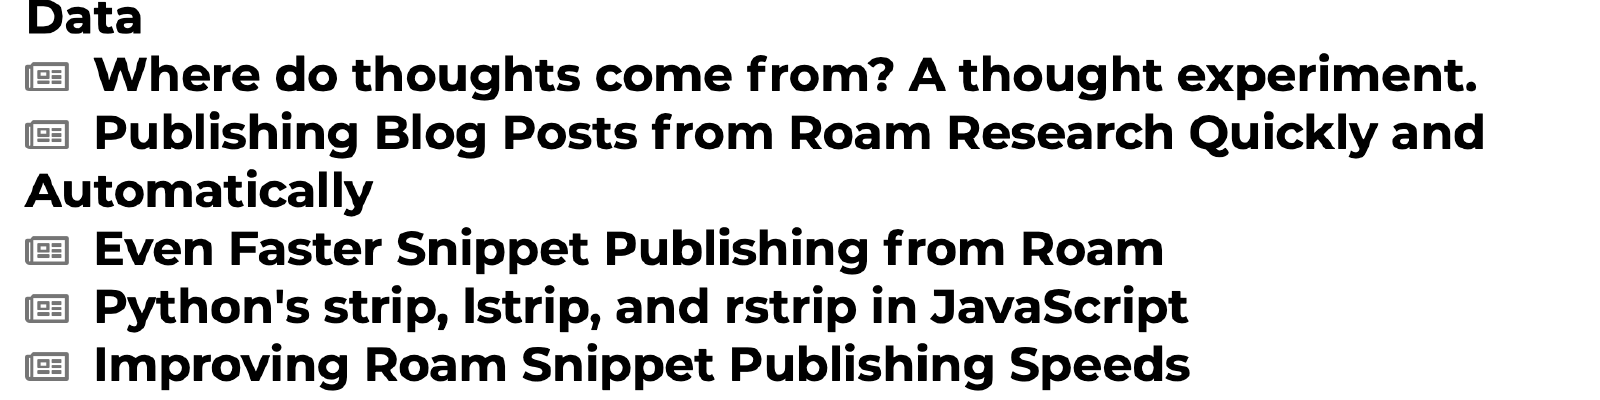 Data
Where do thoughts come from? A thought experiment.
Publishing Blog Posts from Roam Research Quickly and
Automatically
Even Faster Snippet Publishing from Roam
Python's strip, lstrip, and rstrip in JavaScript
Improving Roam Snippet Publishing Speeds